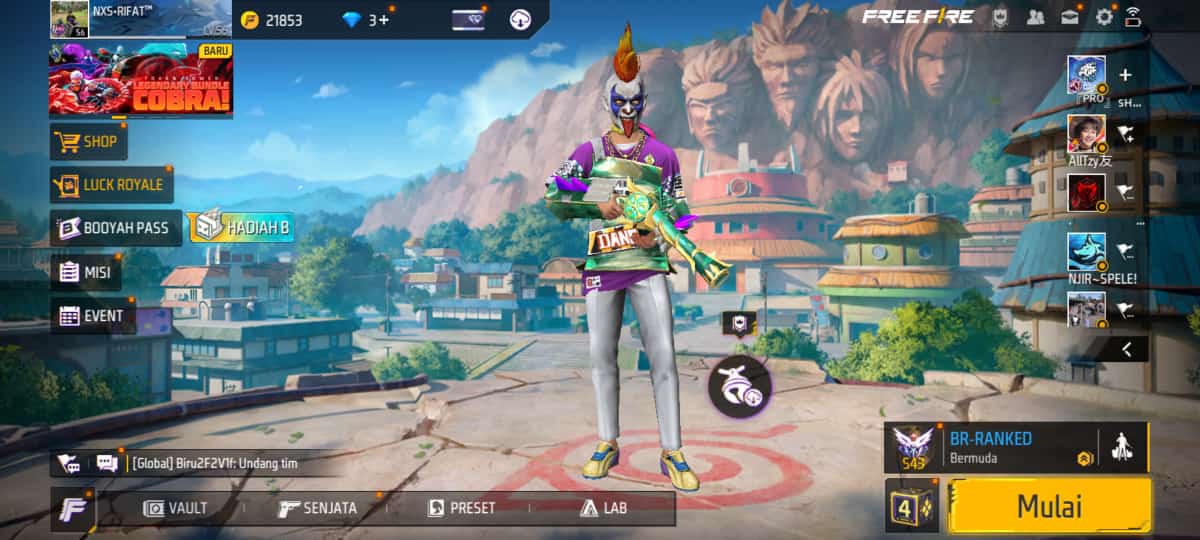 NXS•RIFAT™
56
21853
3+
FREE FIRE
BARU
LEGENDARY BUNDLE
COBRA!
SHOP
LUCK ROYALE
BOOYAH PASS
HADIAH B
MISI
EVENT
『PRO』
sH...
AllTzy友
NJIR~SPELE!
DANG
BR-RANKED
Bermuda
543
[Global] Biru2F2V1f: Undang tim
VAULT
SENJATA
PRESET
LAB
4
Mulai